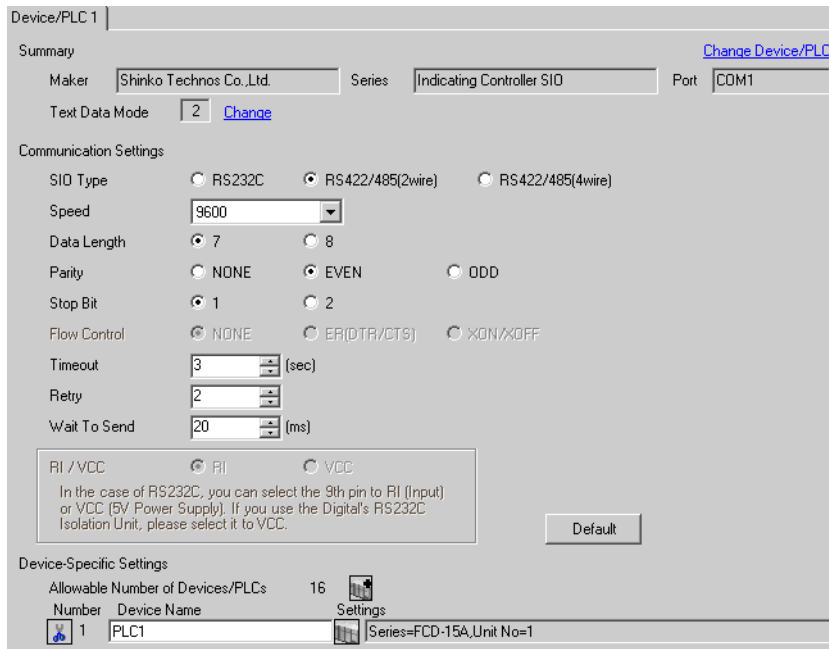 Device/PLC 1
Summary
Change Device/PLC
Maker Shinko Technos Co.,Ltd. Series Indicating Controller SIO Port COM1
Text Data Mode 2 Change
Communication Settings
SIO Type RS232C RS422/485(2wire) RS422/485(4wire)
Speed 9600
Data Length 7 8
Parity NONE EVEN ODD
Stop Bit 1 2
Flow Control NONE ER(DTR/CTS) XON/XOFF
Timeout 3 (sec)
Retry 2
Wait To Send 20 (ms)
RI / VCC RI VCC
In the case of RS232C, you can select the 9th pin to RI (Input)
or VCC (5V Power Supply). If you use the Digital's RS232C
Isolation Unit, please select it to VCC.
Default
Device-Specific Settings
Allowable Number of Devices/PLCs 16
Number Device Name Settings
1 PLC1 Series=FCD-15A,Unit No=1